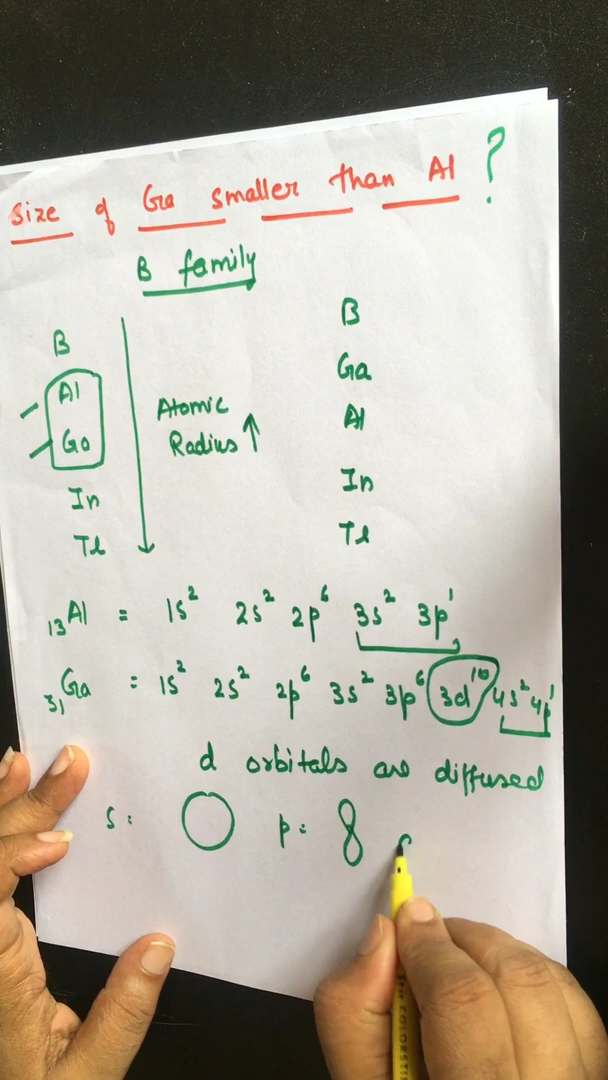 Size of Ga smaller than Al ?
B family
B
Al
Ga
In
Tl
Atomic
Radius ↑
B
Ga
Al
In
Tl
₁₃Al = 1s² 2s² 2p⁶ 3s² 3p¹
₃₁Ga = 1s² 2s² 2p⁶ 3s² 3p⁶ 3d¹⁰ 4s² 4p¹
d orbitals are diffused
s: p: